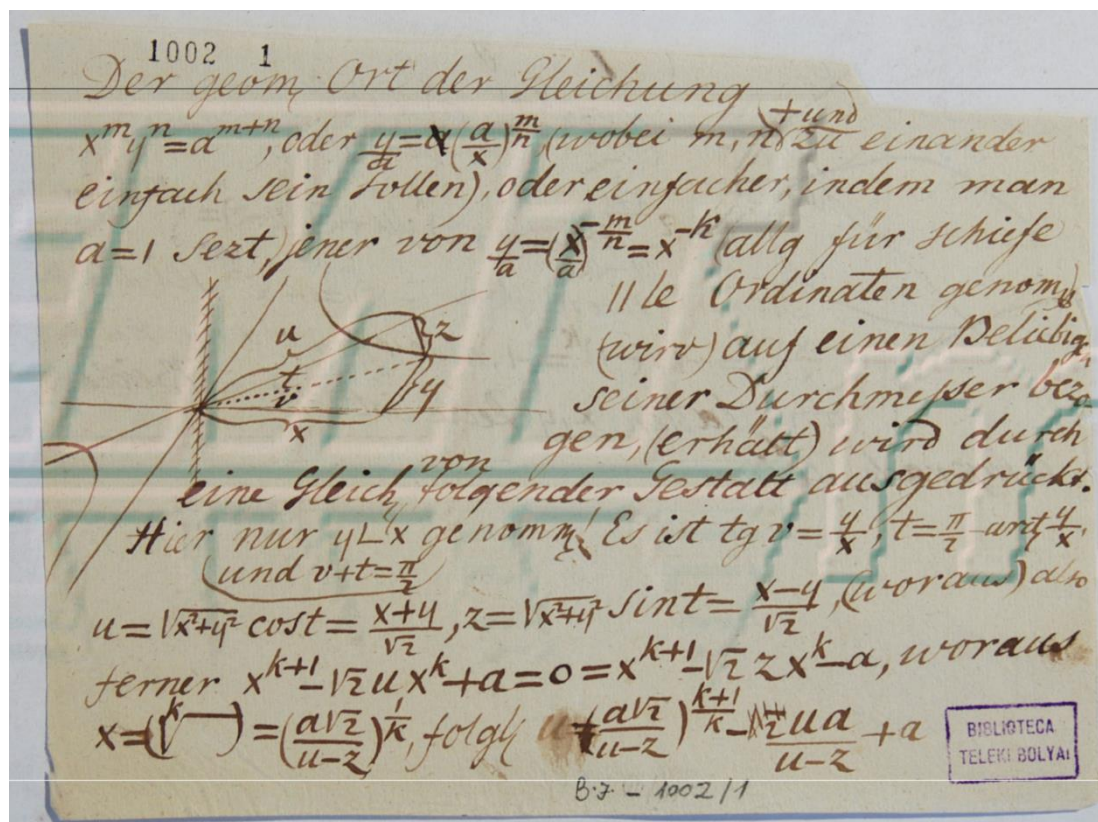 1002 1
Der geom. Ort der Gleichung
x^m y^n = a^{m+n}, oder y/a = (a/x)^{m/n} (wobei m, n + und zu einander
einfach sein sollen), oder einfacher, indem man
a=1 sezt, jener von y/a = (x/a)^{-m/n} = x^{-k} (allg für schiefe
||le Ordinaten genom
(wird) auf einen Beliebig
seiner Durchmesser bezo
gen, (erhält) wird durch
eine Gleich von folgender Gestalt ausgedrückt.
u
z
t
v
y
x
Hier nur y∟x genom! Es ist tg v = y/x, t = π/2 -
(und v+t=π/2)
u = √(x²+y²) cos t = (x+y)/√2, z = √(x²+y²) sin t = (x-y)/√2, (woraus) also
ferner x^{k+1} - √2 u x^k + a = 0 = x^{k+1} - √2 z x^k - a, woraus
x = (k√ ) = (a√2/(u-z))^{1/k}, folgl (a√2/(u-z))^{(k+1)/k} - 2ua/(u-z) + a
BIBLIOTECA
TELEKI BOLYAI
B.J - 1002/1